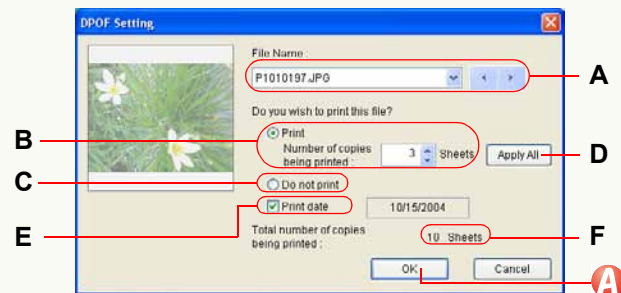 DPOF Setting
File Name :
P1010197.JPG
A
Do you wish to print this file?
B
Print
Number of copies
being printed :
3 Sheets
Apply All
D
C
Do not print
E
Print date
10/15/2004
Total number of copies
being printed :
10 Sheets
F
OK
Cancel
A